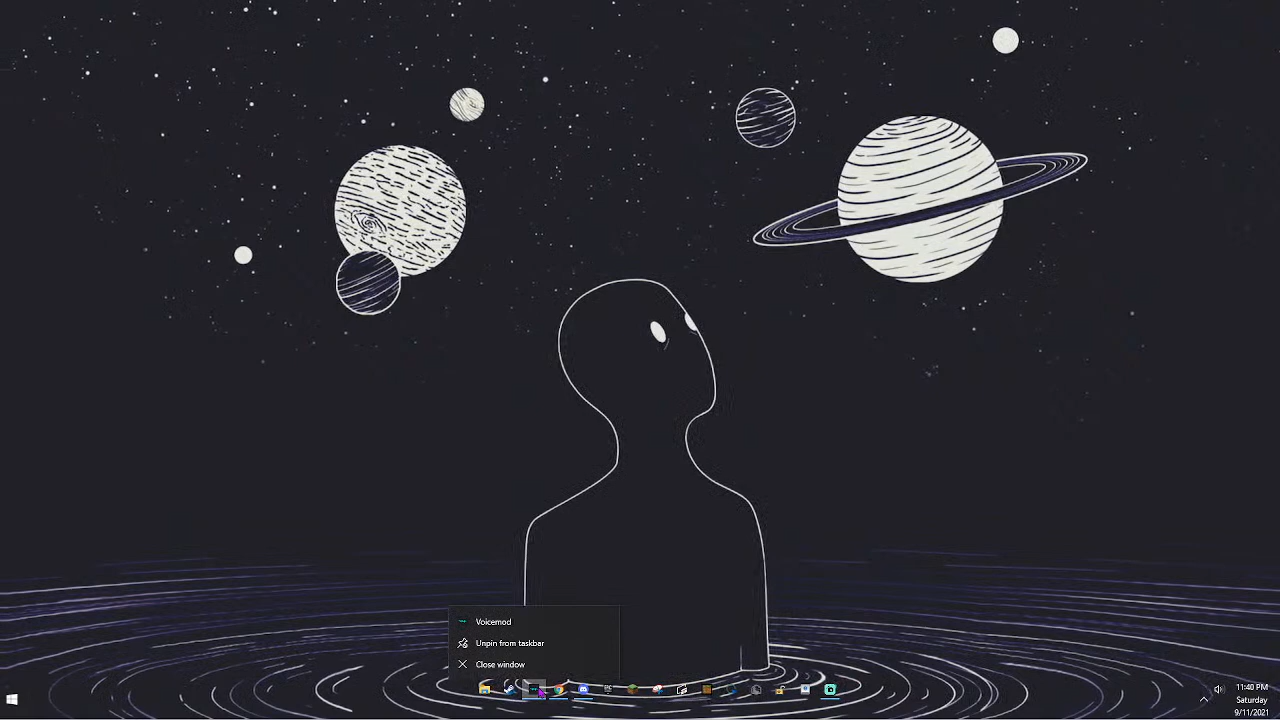 Voicemod
Unpin from taskbar
Close window
11:40 PM
Saturday
9/11/2021